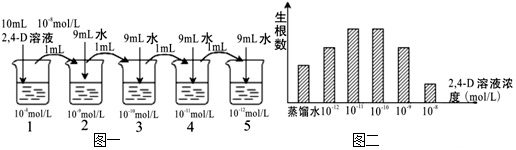 10mL 10⁻⁸mol/L
2,4-D 溶液 9mL 水 9mL 水 9mL 水 9mL 水
1mL 1mL 1mL 1mL
10⁻⁸mol/L 10⁻⁹mol/L 10⁻¹⁰mol/L 10⁻¹¹mol/L 10⁻¹²mol/L
1 2 3 4 5
图一
生根数
2,4-D 溶液浓
度 (mol/L)
蒸馏水 10⁻¹² 10⁻¹¹ 10⁻¹⁰ 10⁻⁹ 10⁻⁸
图二